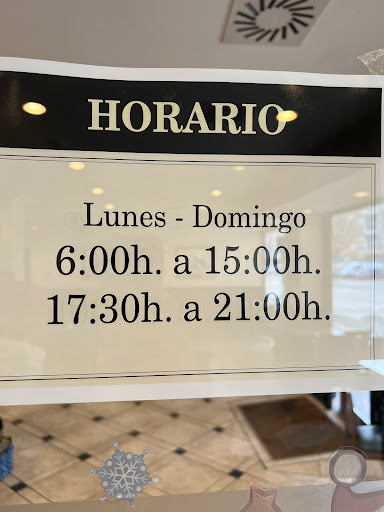 HORARIO
Lunes - Domingo
6:00h. a 15:00h.
17:30h. a 21:00h.